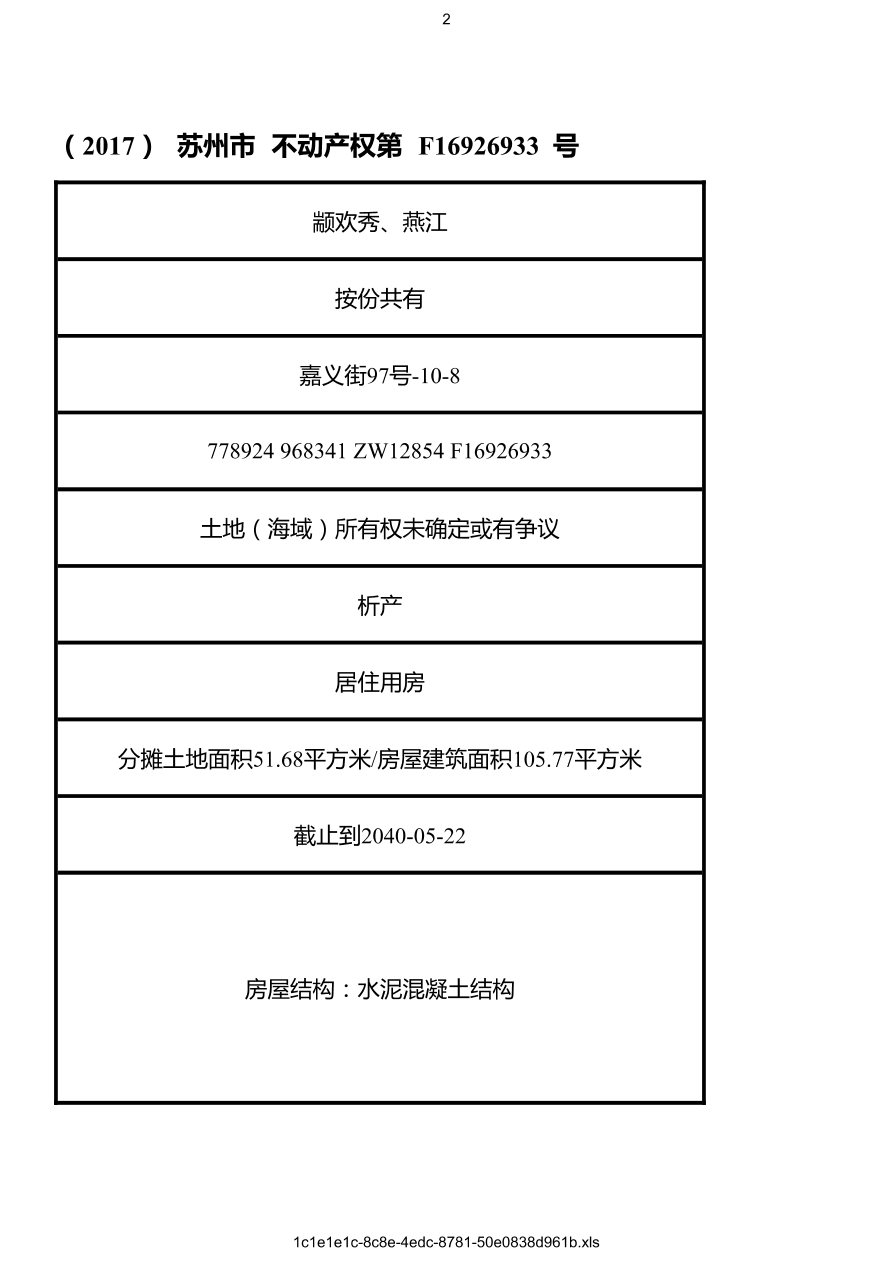 2
（2017） 苏州市 不动产权第 F16926933 号
颛欢秀、燕江
按份共有
嘉义街97号-10-8
778924 968341 ZW12854 F16926933
土地（海域）所有权未确定或有争议
析产
居住用房
分摊土地面积51.68平方米/房屋建筑面积105.77平方米
截止到2040-05-22
房屋结构：水泥混凝土结构
1c1e1e1c-8c8e-4edc-8781-50e0838d961b.xls